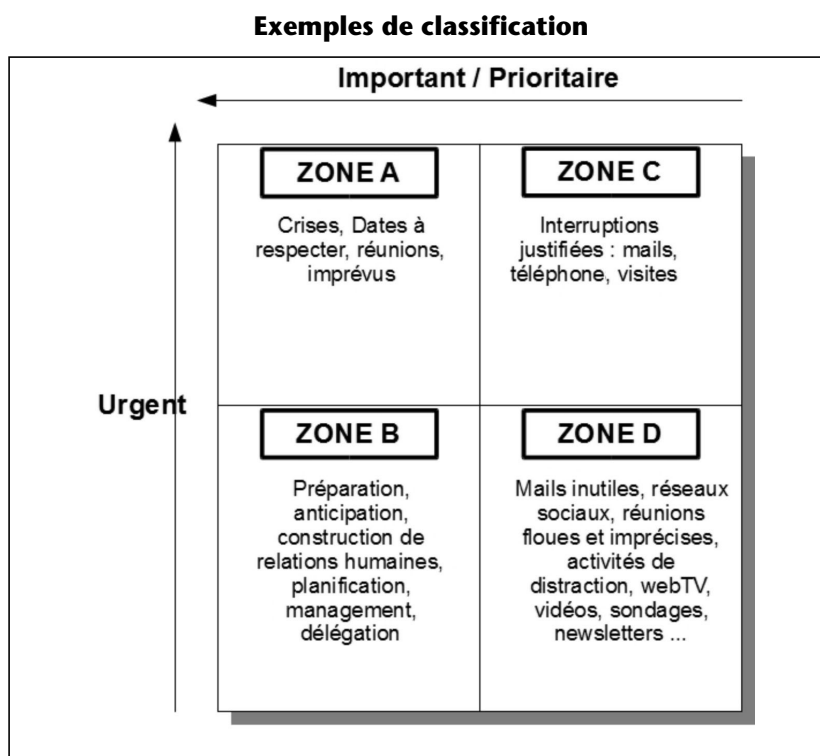 Exemples de classification
Important / Prioritaire
ZONE A
Crises, Dates à
respecter, réunions,
imprévus
ZONE C
Interruptions
justifiées : mails,
téléphone, visites
Urgent
ZONE B
Préparation,
anticipation,
construction de
relations humaines,
planification,
management,
délégation
ZONE D
Mails inutiles, réseaux
sociaux, réunions
floues et imprécises,
activités de
distraction, webTV,
vidéos, sondages,
newsletters ...